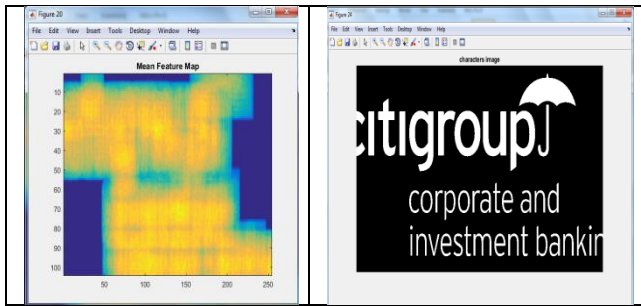 Figure 20
File Edit View Insert Tools Desktop Window Help
Mean Feature Map
10
20
30
40
50
60
70
80
90
100
50 100 150 200 250
Figure 24
File Edit View Insert Tools Desktop Window Help
characters image
citigroup
corporate and
investment bankin